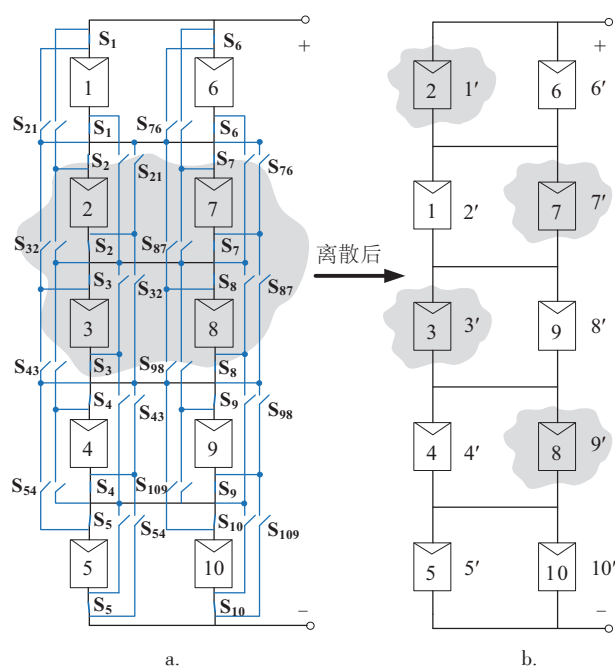 S1 S6 +
1 6
S21 S1 S76 S6
S2 S21 S7 S76
2 7
S32 S2 S87 S7
S3 S32 S8 S87
3 8
S43 S3 S98 S8
S4 S43 S9 S98
4 9
S54 S4 S109 S9
S5 S54 S10 S109
5 10
S5 S10 −
a.
离散后
+
2 1′ 6 6′
1 2′ 7 7′
3 3′ 9 8′
4 4′ 8 9′
5 5′ 10 10′
−
b.